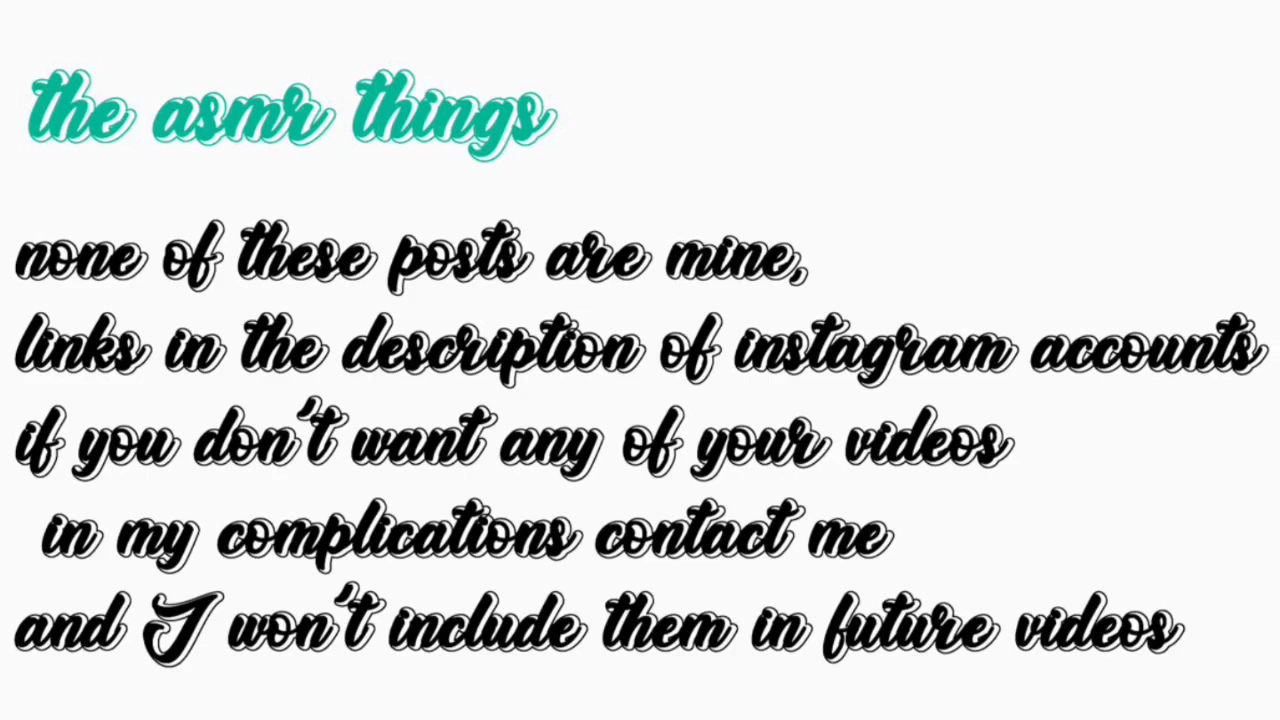 the asmr things
none of these posts are mine,
links in the description of instagram accounts
if you don't want any of your videos
in my complications contact me
and I won't include them in future videos